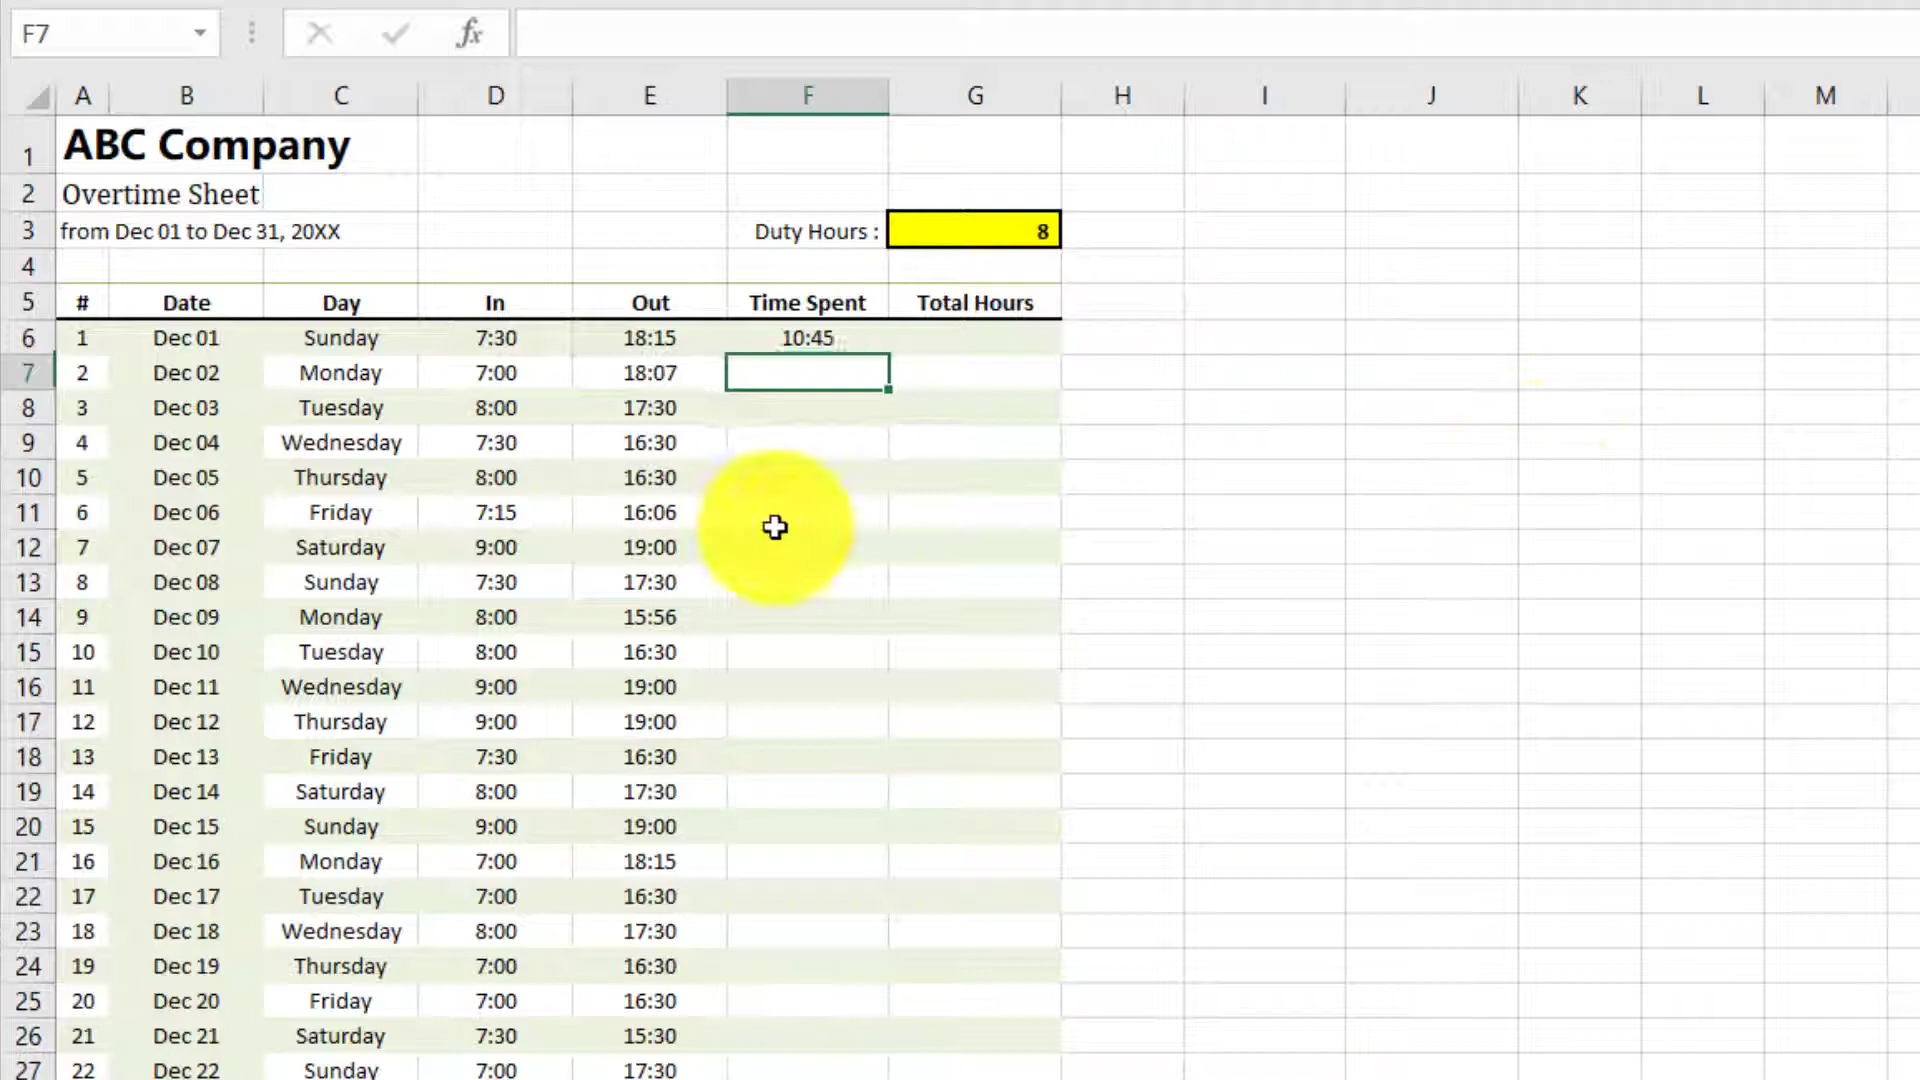 F7 fx
A B C D E F G H I J K L M
1 ABC Company
2 Overtime Sheet
3 from Dec 01 to Dec 31, 20XX Duty Hours : 8
4
5 # Date Day In Out Time Spent Total Hours
6 1 Dec 01 Sunday 7:30 18:15 10:45
7 2 Dec 02 Monday 7:00 18:07
8 3 Dec 03 Tuesday 8:00 17:30
9 4 Dec 04 Wednesday 7:30 16:30
10 5 Dec 05 Thursday 8:00 16:30
11 6 Dec 06 Friday 7:15 16:06
12 7 Dec 07 Saturday 9:00 19:00
13 8 Dec 08 Sunday 7:30 17:30
14 9 Dec 09 Monday 8:00 15:56
15 10 Dec 10 Tuesday 8:00 16:30
16 11 Dec 11 Wednesday 9:00 19:00
17 12 Dec 12 Thursday 9:00 19:00
18 13 Dec 13 Friday 7:30 16:30
19 14 Dec 14 Saturday 8:00 17:30
20 15 Dec 15 Sunday 9:00 19:00
21 16 Dec 16 Monday 7:00 18:15
22 17 Dec 17 Tuesday 7:00 16:30
23 18 Dec 18 Wednesday 8:00 17:30
24 19 Dec 19 Thursday 7:00 16:30
25 20 Dec 20 Friday 7:00 16:30
26 21 Dec 21 Saturday 7:30 15:30
27 22 Dec 22 Sunday 7:00 17:30